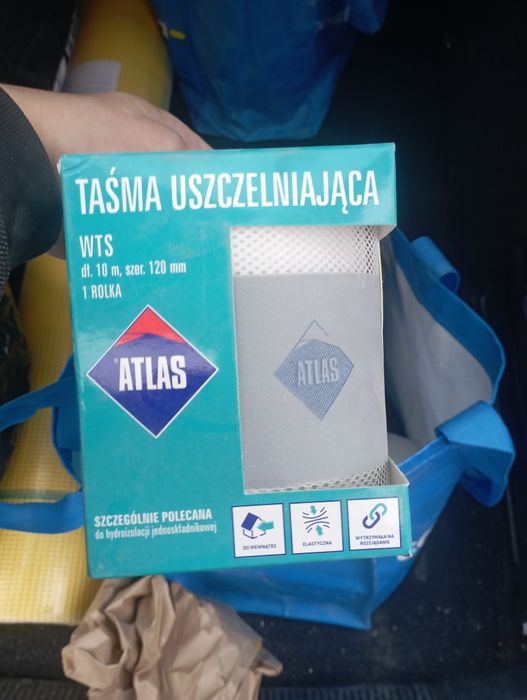 TAŚMA USZCZELNIAJĄCA
WTS
dł. 10 m, szer. 120 mm
1 ROLKA
®ATLAS
ATLAS
SZCZEGÓLNIE POLECANA
do hydroizolacji jednoskładnikowej
DO WEWNĄTRZ
ELASTYCZNA
WYTRZYMAŁA NA
ROZCIĄGANIE